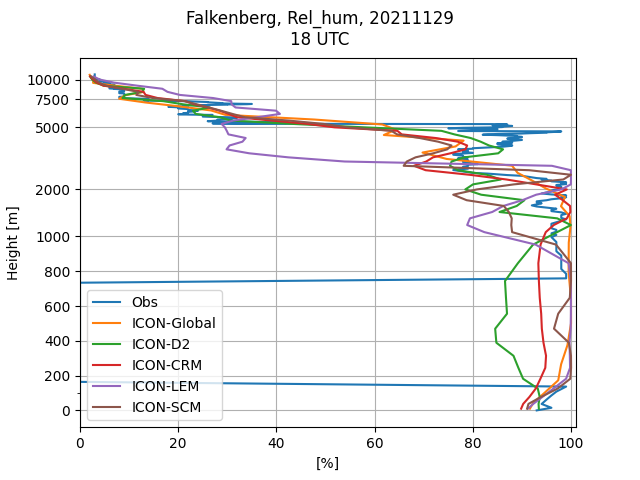 Falkenberg, Rel_hum, 20211129
18 UTC
Height [m]
10000
7500
5000
2000
1000
800
600
400
200
0
Obs
ICON-Global
ICON-D2
ICON-CRM
ICON-LEM
ICON-SCM
0 20 40 60 80 100
[%]